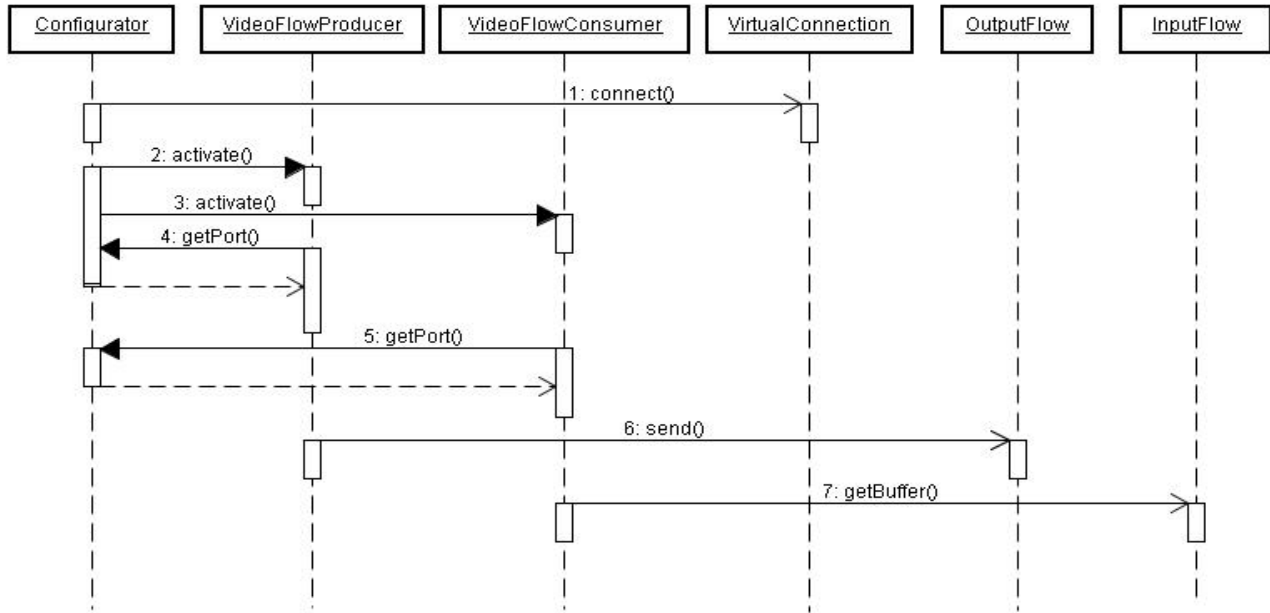 Configurator
VideoFlowProducer
VideoFlowConsumer
VirtualConnection
OutputFlow
InputFlow
1: connect()
2: activate()
3: activate()
4: getPort()
5: getPort()
6: send()
7: getBuffer()